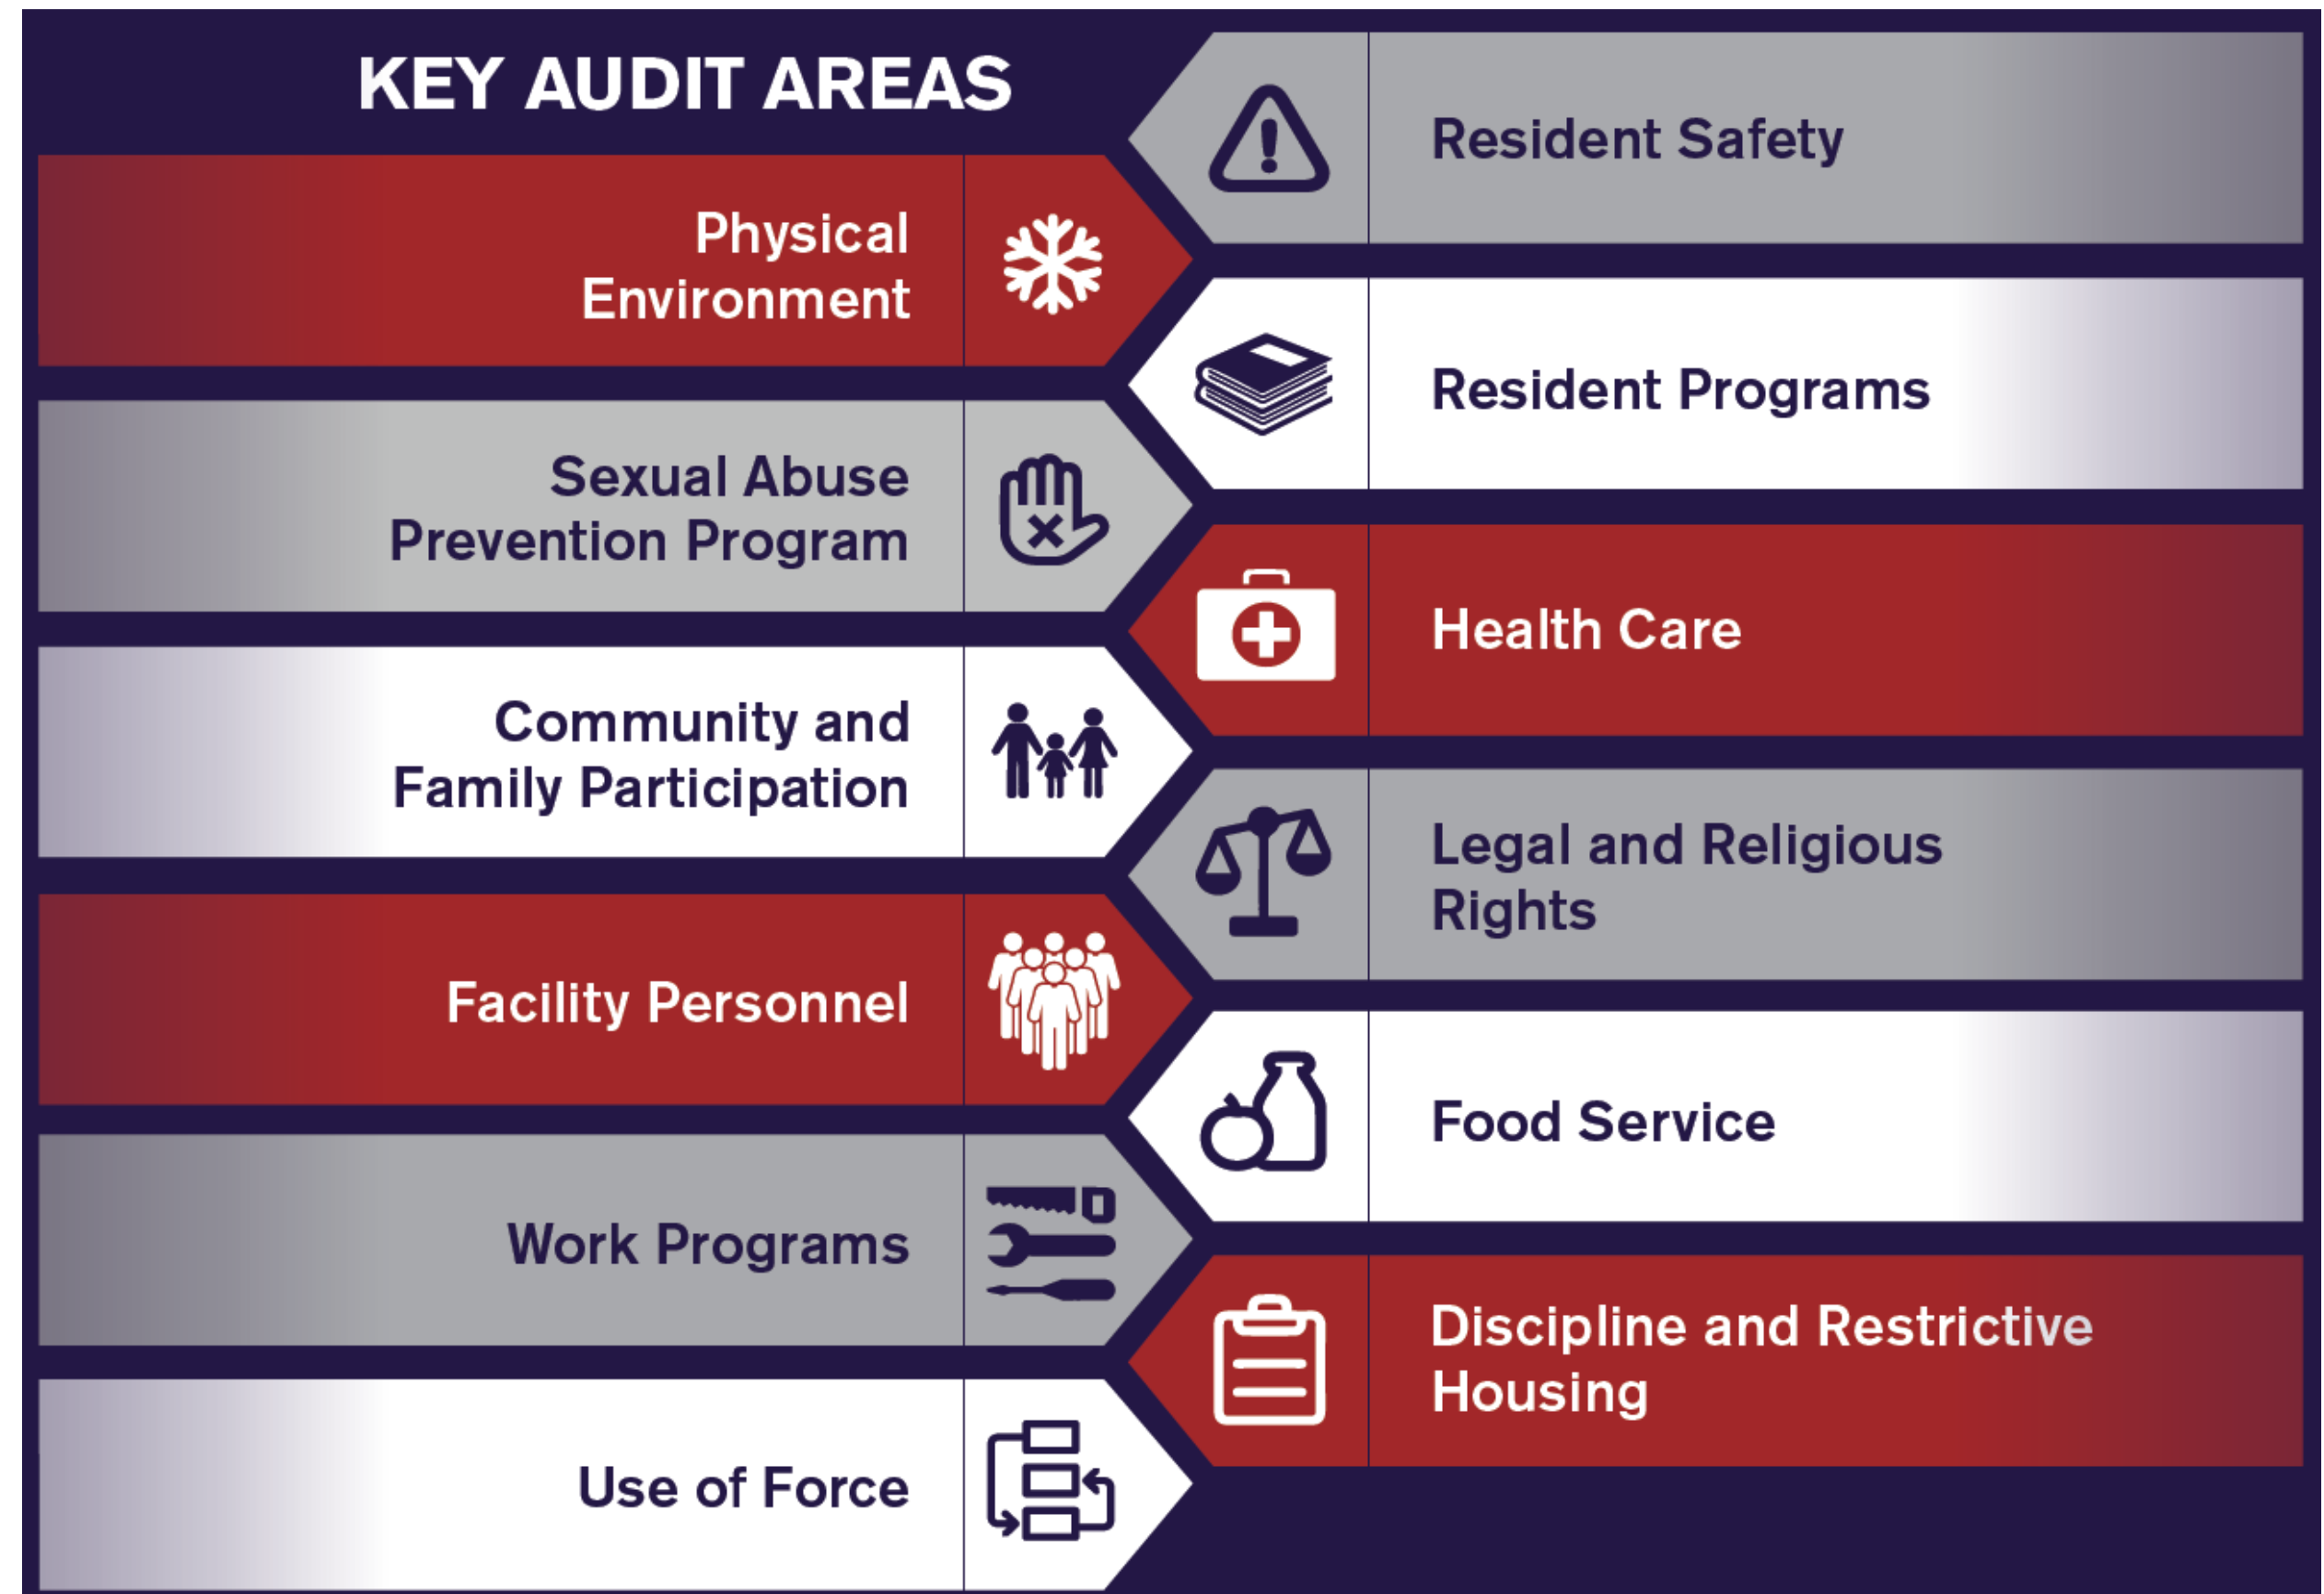 KEY AUDIT AREAS
Physical
Environment
Sexual Abuse
Prevention Program
Community and
Family Participation
Facility Personnel
Work Programs
Use of Force
Resident Safety
Resident Programs
Health Care
Legal and Religious
Rights
Food Service
Discipline and Restrictive
Housing